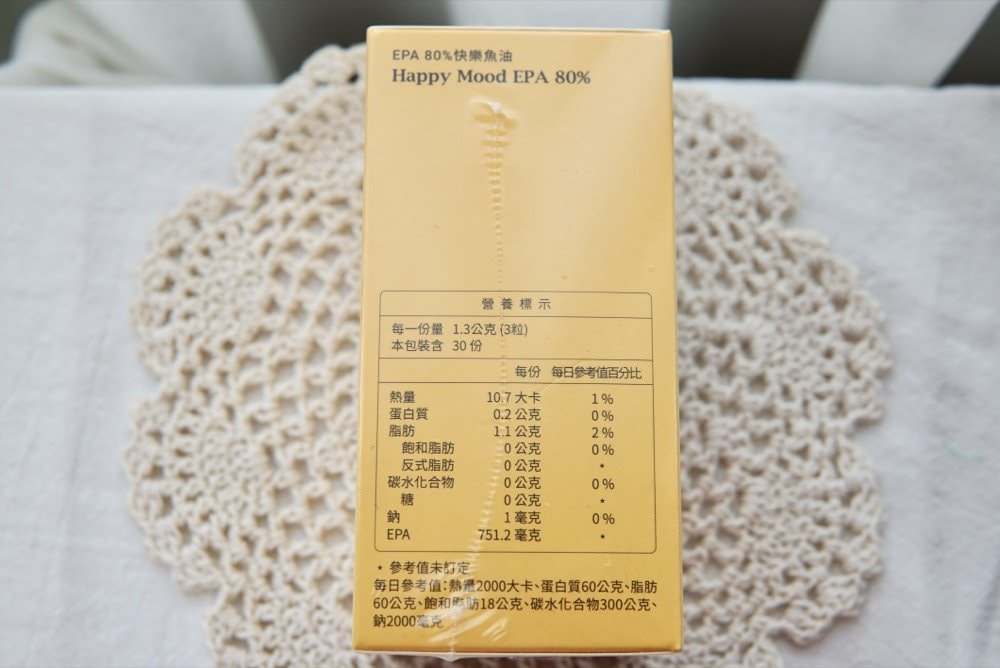 EPA 80%快樂魚油
Happy Mood EPA 80%
營養標示
每一份量 1.3公克 (3粒)
本包裝含 30 份
每份 每日參考值百分比
熱量 10.7 大卡 1%
蛋白質 0.2 公克 0%
脂肪 1.1 公克 2%
飽和脂肪 0 公克 0%
反式脂肪 0 公克 *
碳水化合物 0 公克 0%
糖 0 公克 *
鈉 1 毫克 0%
EPA 751.2 毫克 *
* 參考值未訂定
每日參考值:熱量2000大卡、蛋白質60公克、脂肪
60公克、飽和脂肪18公克、碳水化合物300公克、
鈉2000毫克